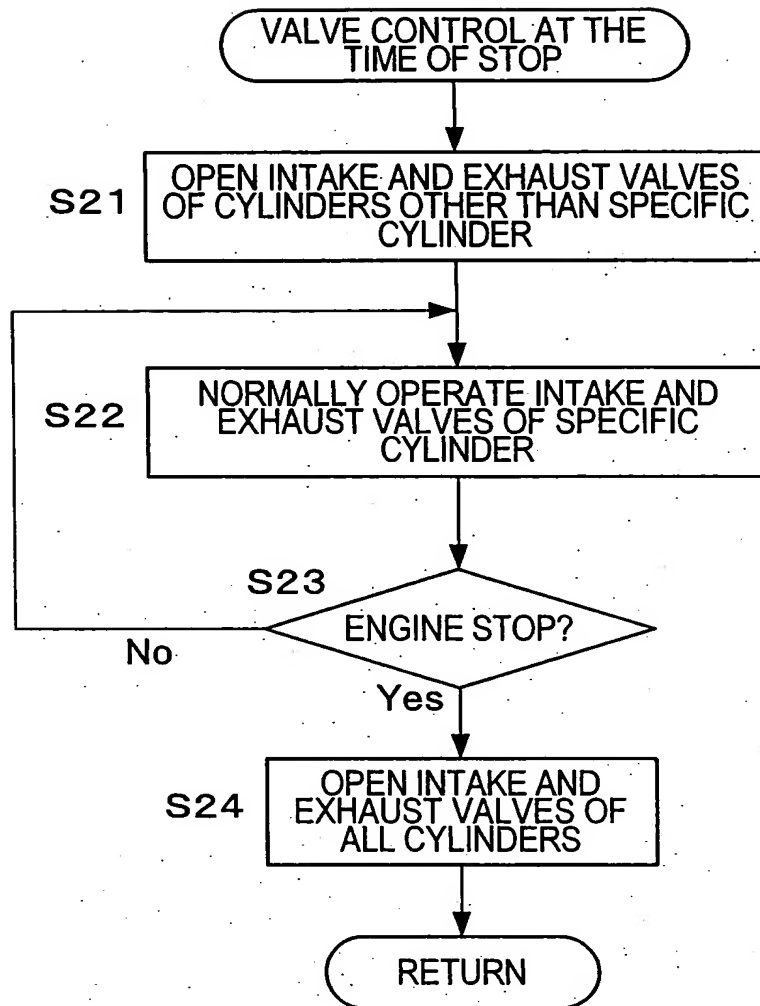 VALVE CONTROL AT THE
TIME OF STOP
S21
OPEN INTAKE AND EXHAUST VALVES
OF CYLINDERS OTHER THAN SPECIFIC
CYLINDER
S22
NORMALLY OPERATE INTAKE AND
EXHAUST VALVES OF SPECIFIC
CYLINDER
S23
ENGINE STOP?
No
Yes
S24
OPEN INTAKE AND
EXHAUST VALVES OF
ALL CYLINDERS
RETURN